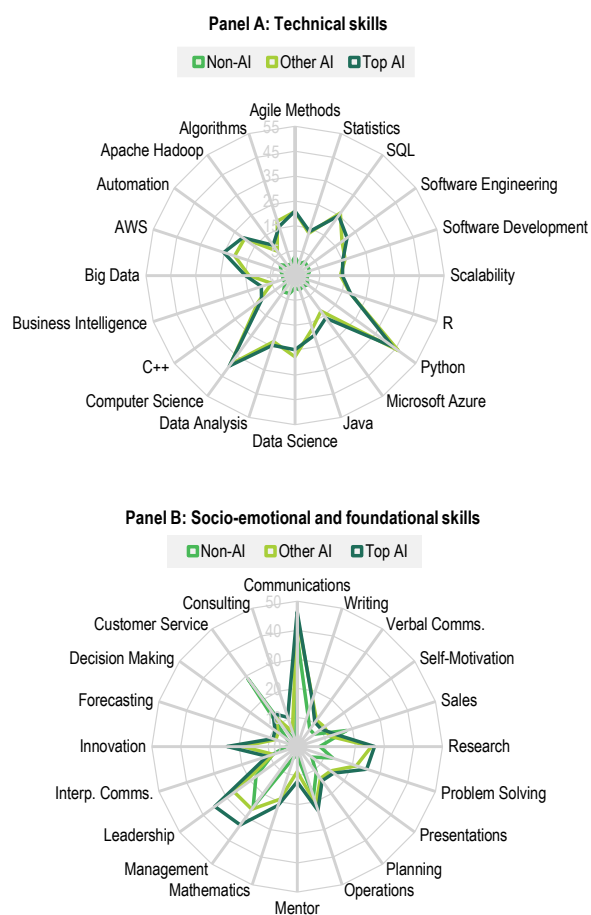 Panel A: Technical skills
Non-AI Other AI Top AI
Agile Methods
Statistics
SQL
Software Engineering
Software Development
Scalability
R
Python
Microsoft Azure
Java
Data Science
Data Analysis
Computer Science
C++
Business Intelligence
Big Data
AWS
Automation
Apache Hadoop
Algorithms
55
45
35
25
15
Panel B: Socio-emotional and foundational skills
Non-AI Other AI Top AI
Communications
Writing
Verbal Comms.
Self-Motivation
Sales
Research
Problem Solving
Presentations
Planning
Operations
Mentor
Mathematics
Management
Leadership
Interp. Comms.
Innovation
Forecasting
Decision Making
Customer Service
Consulting
50
40
30
20